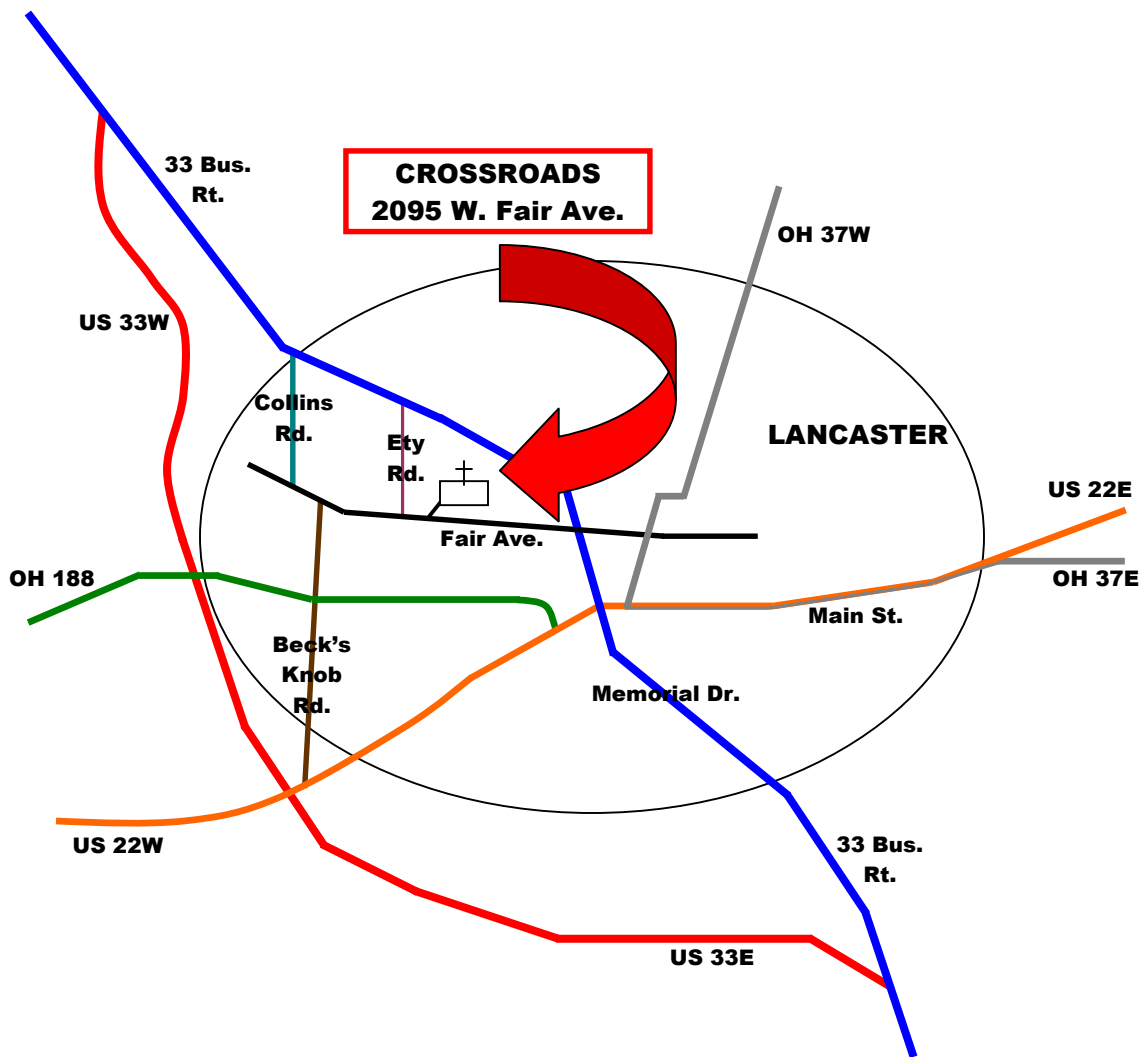 33 Bus.
Rt.
CROSSROADS
2095 W. Fair Ave.
OH 37W
US 33W
Collins
Rd.
Ety
Rd.
LANCASTER
US 22E
Fair Ave.
OH 188
OH 37E
Main St.
Beck's
Knob
Rd.
Memorial Dr.
US 22W
33 Bus.
Rt.
US 33E